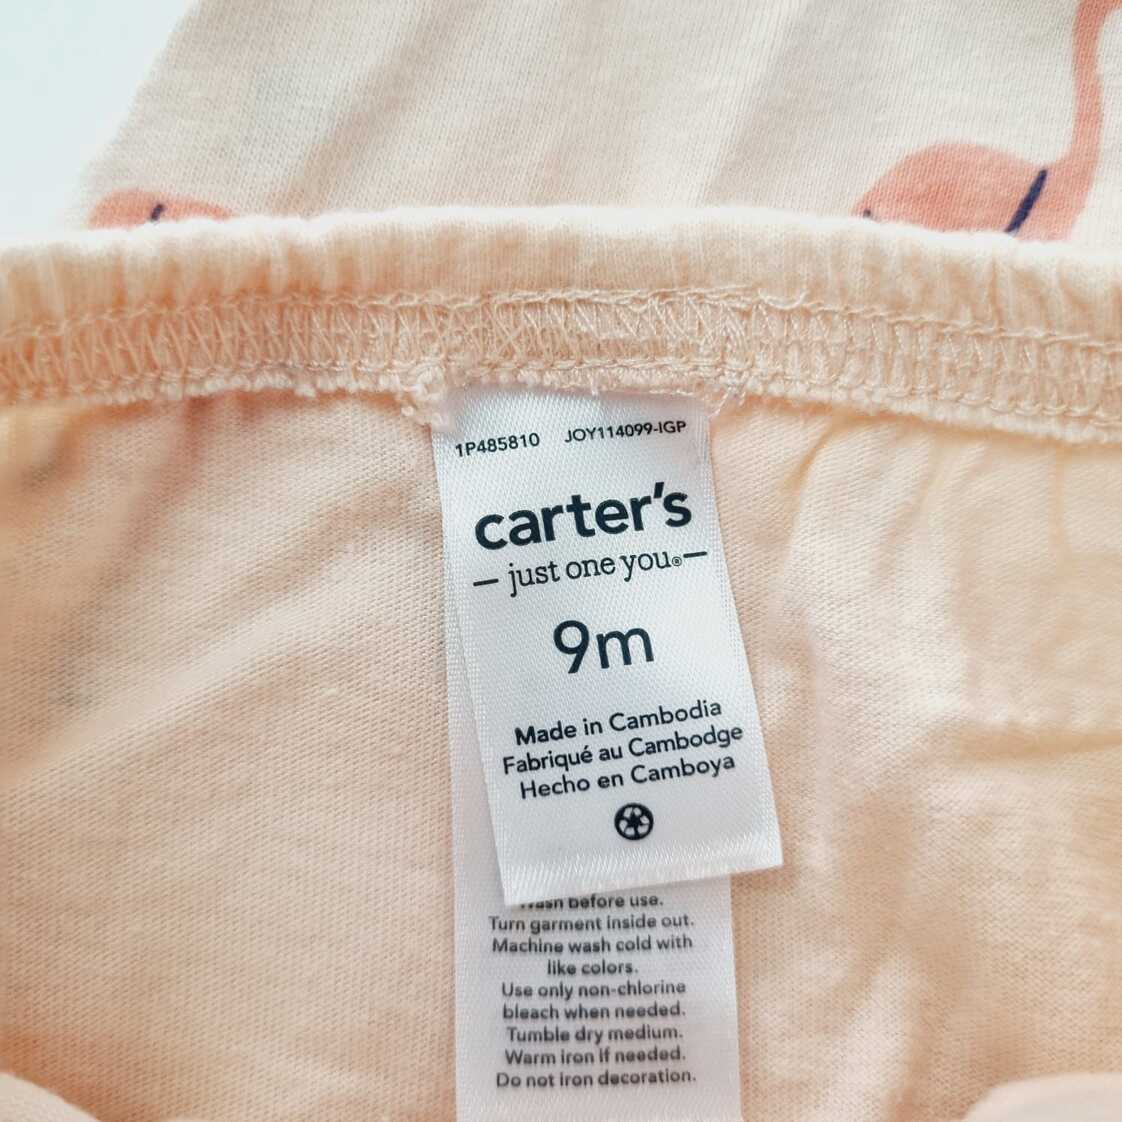 1P485810 JOY114099-IGP
carter's
— just one you®—
9m
Made in Cambodia
Fabriqué au Cambodge
Hecho en Camboya
Wash before use.
Turn garment inside out.
Machine wash cold with
like colors.
Use only non-chlorine
bleach when needed.
Tumble dry medium.
Warm iron if needed.
Do not iron decoration.